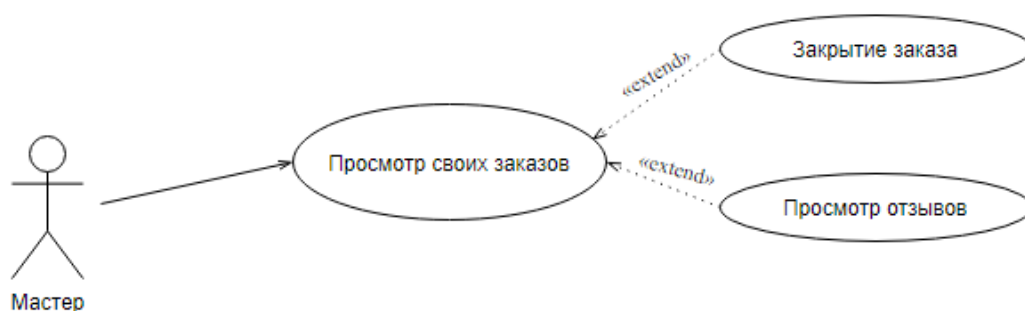 Закрытие заказа
«extend»
Просмотр своих заказов
«extend»
Просмотр отзывов
Мастер